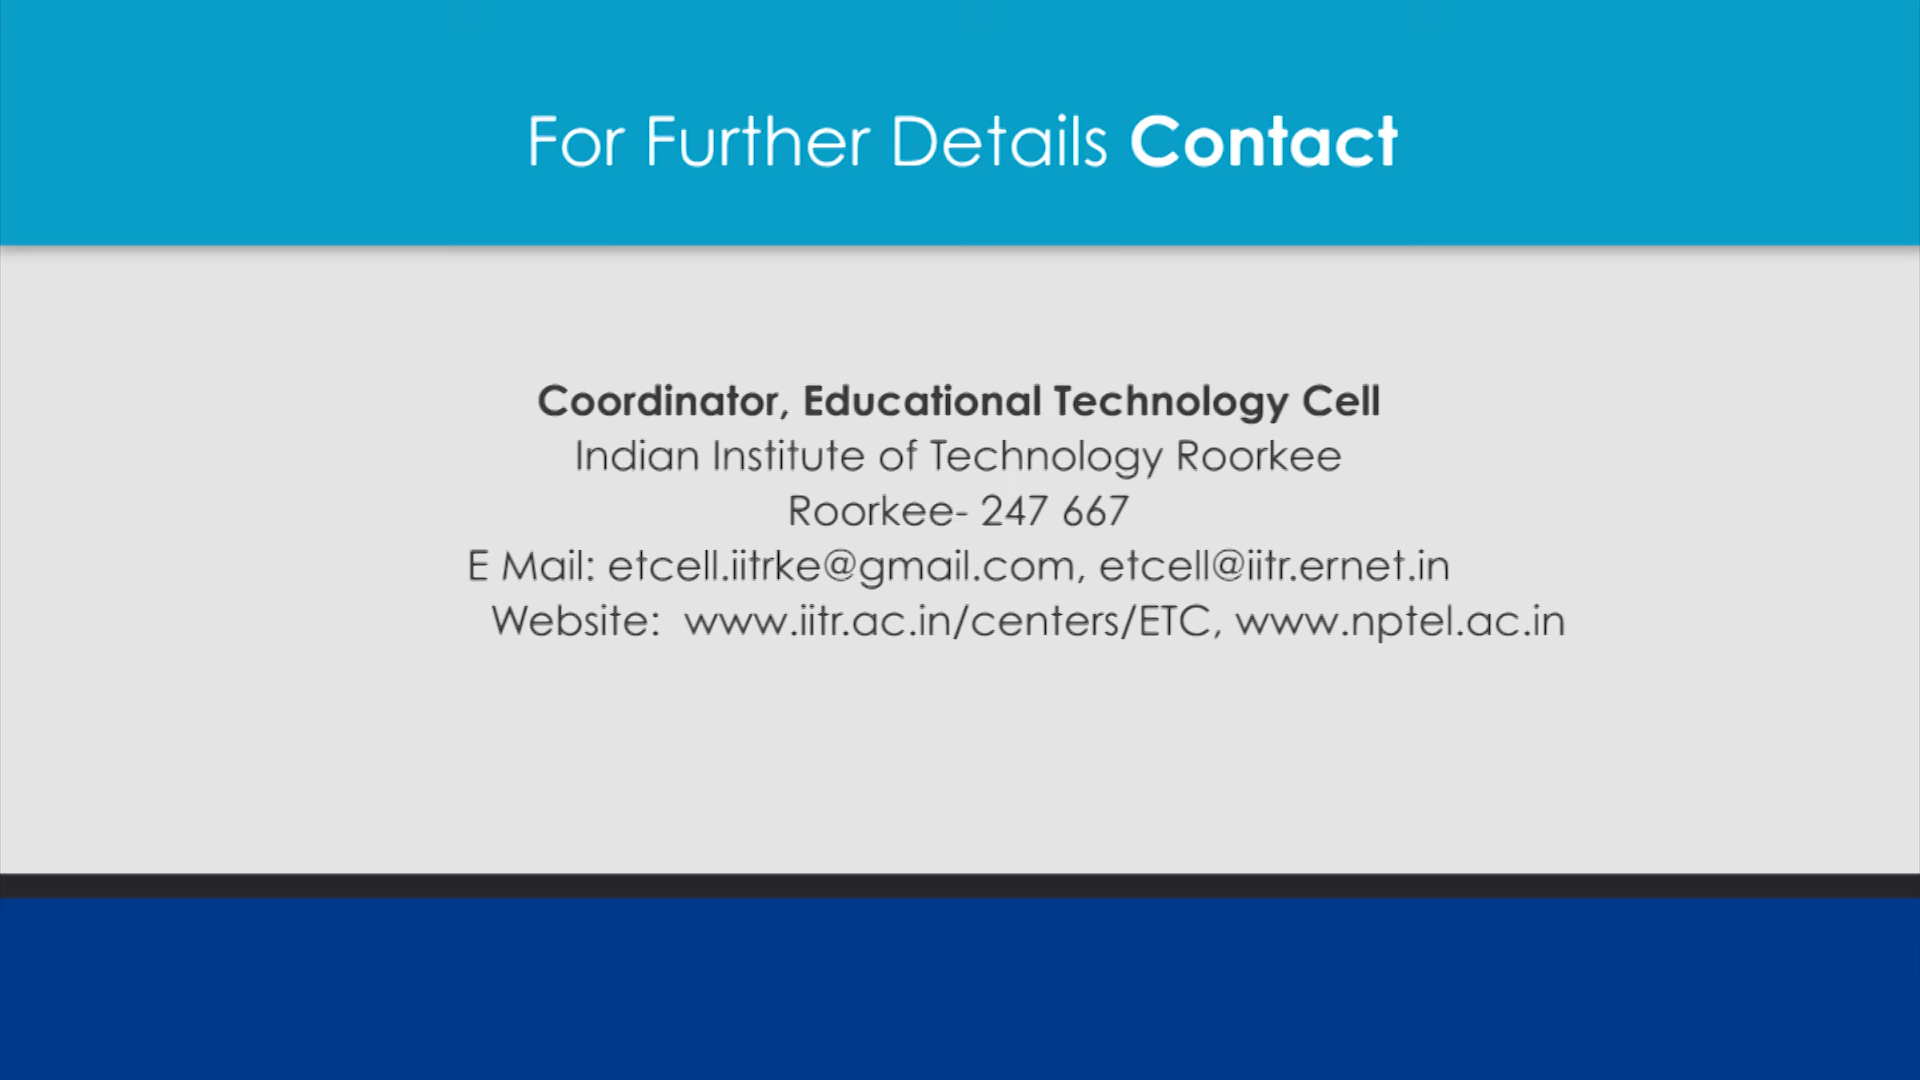 For Further Details Contact
Coordinator, Educational Technology Cell
Indian Institute of Technology Roorkee
Roorkee- 247 667
E Mail: etcell.iitrke@gmail.com, etcell@iitr.ernet.in
Website:  www.iitr.ac.in/centers/ETC, www.nptel.ac.in